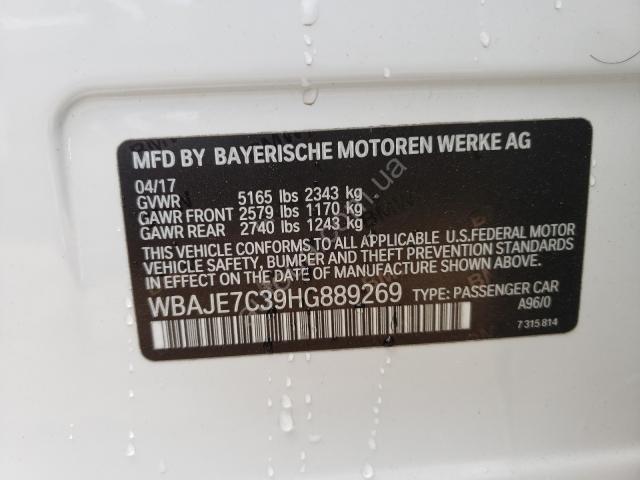 MFD BY BAYERISCHE MOTOREN WERKE AG
04/17
GVWR 5165 lbs 2343 kg
GAWR FRONT 2579 lbs 1170 kg
GAWR REAR 2740 lbs 1243 kg
THIS VEHICLE CONFORMS TO ALL APPLICABLE U.S.FEDERAL MOTOR
VEHICLE SAFETY, BUMPER AND THEFT PREVENTION STANDARDS
IN EFFECT ON THE DATE OF MANUFACTURE SHOWN ABOVE.
WBAJE7C39HG889269 TYPE: PASSENGER CAR
A96/0
7 315 814